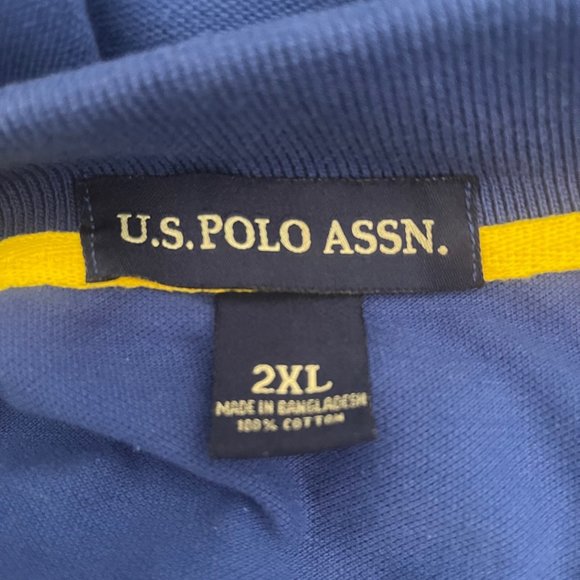 U.S. POLO ASSN.
2XL
MADE IN BANGLADESH
100% COTTON